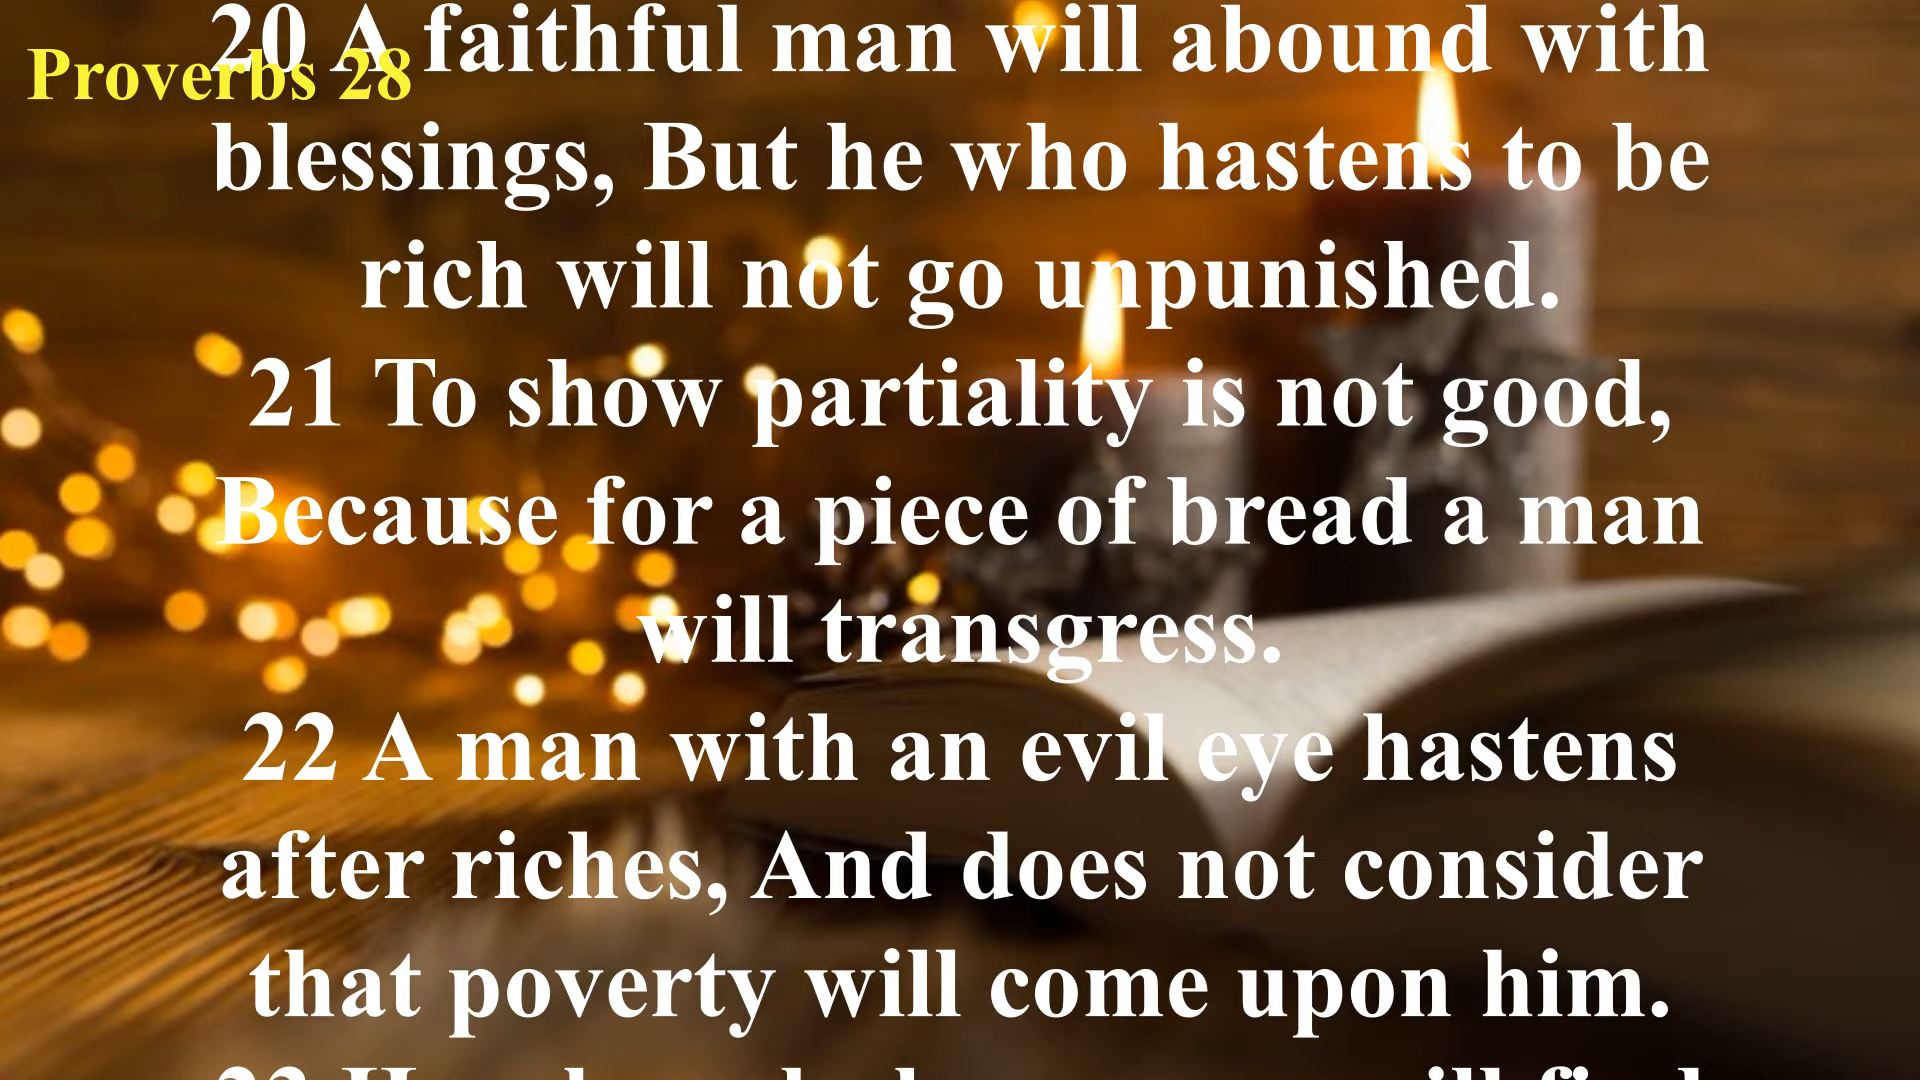 20 A faithful man will abound with
Proverbs 28
blessings, But he who hastens to be
rich will not go unpunished.
21 To show partiality is not good,
Because for a piece of bread a man
will transgress.
22 A man with an evil eye hastens
after riches, And does not consider
that poverty will come upon him.